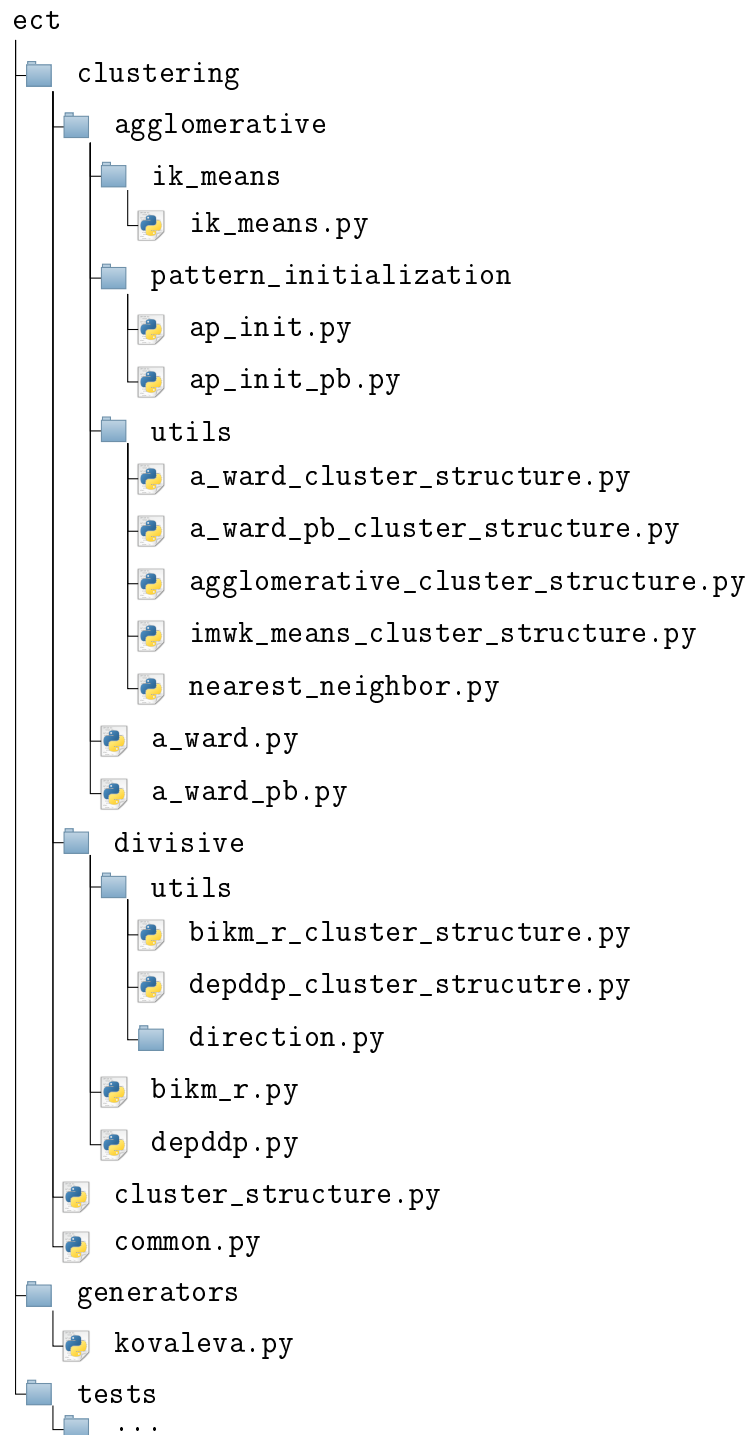 ect
clustering
agglomerative
ik_means
ik_means.py
pattern_initialization
ap_init.py
ap_init_pb.py
utils
a_ward_cluster_structure.py
a_ward_pb_cluster_structure.py
agglomerative_cluster_structure.py
imwk_means_cluster_structure.py
nearest_neighbor.py
a_ward.py
a_ward_pb.py
divisive
utils
bikm_r_cluster_structure.py
depddp_cluster_strucutre.py
direction.py
bikm_r.py
depddp.py
cluster_structure.py
common.py
generators
kovaleva.py
tests
...